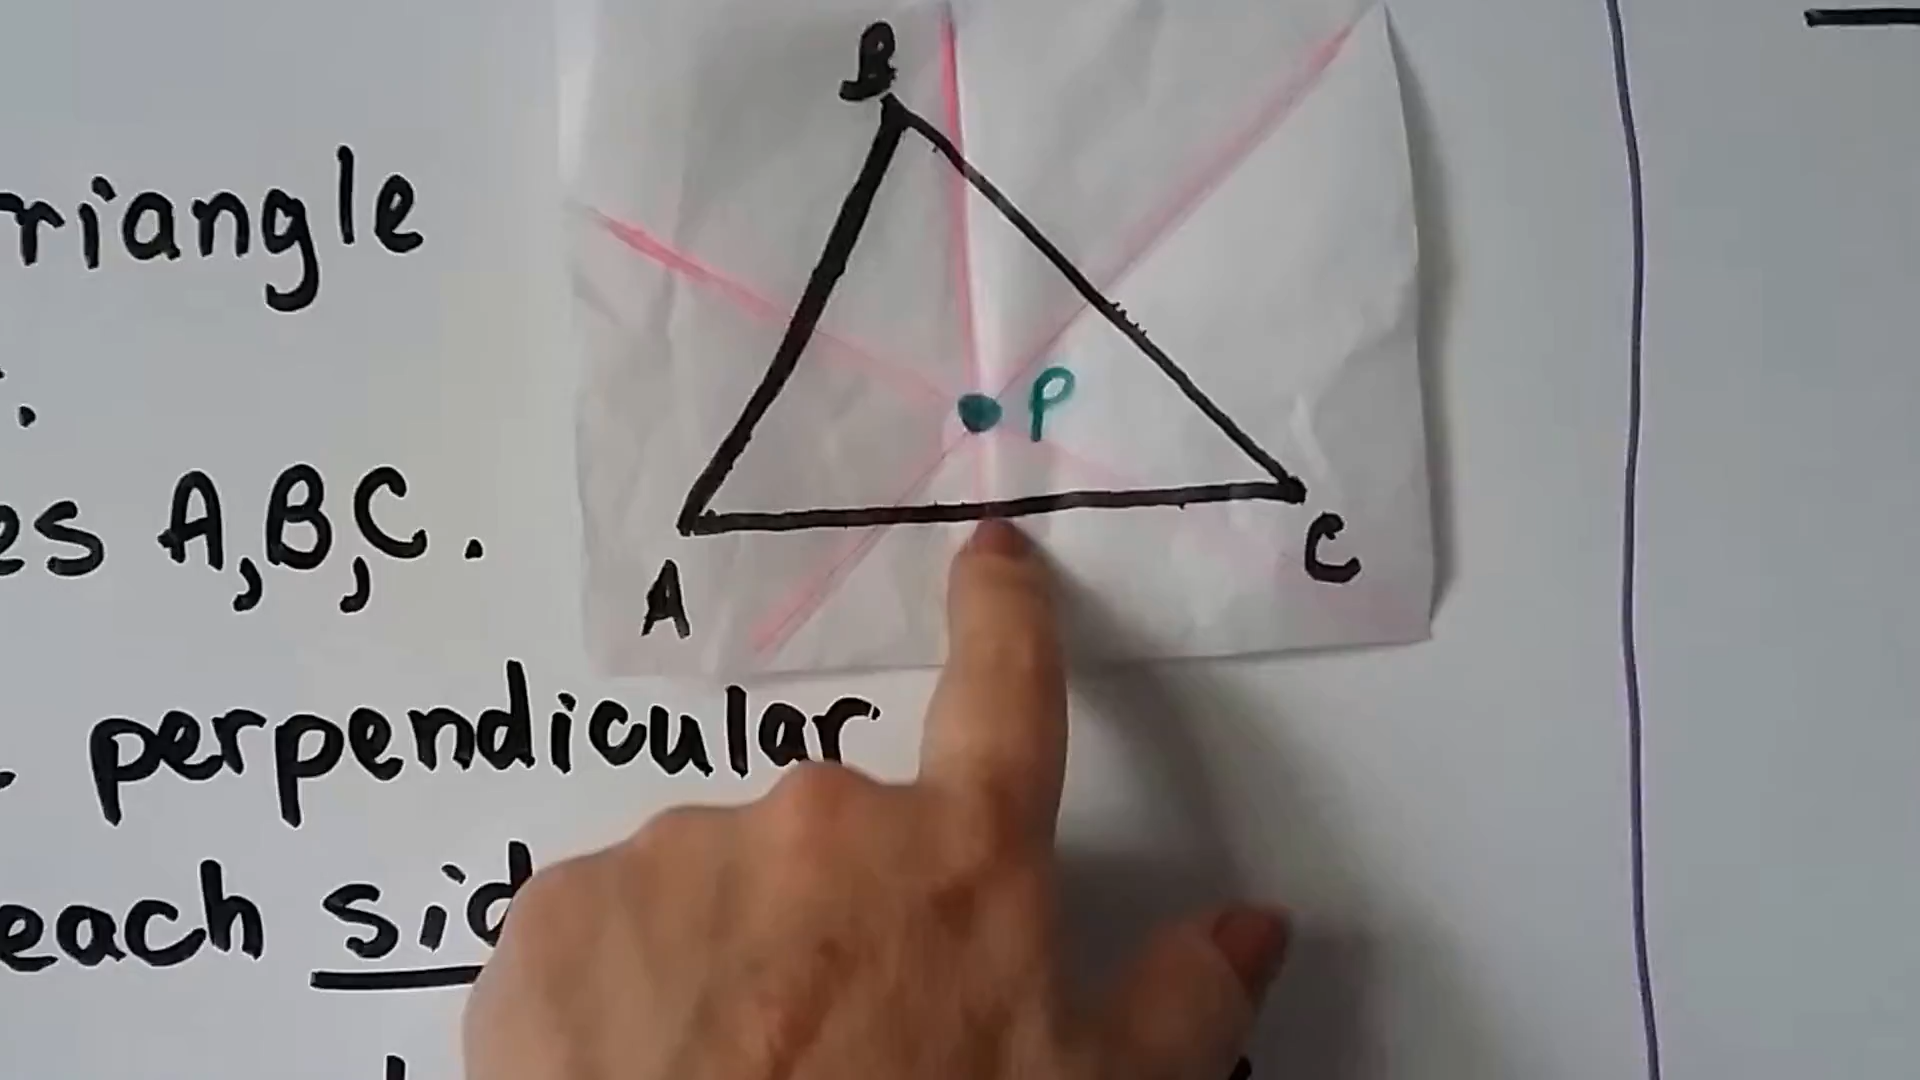 riangle
es A,B,C.
perpendicular
each sid
B
P
A
C